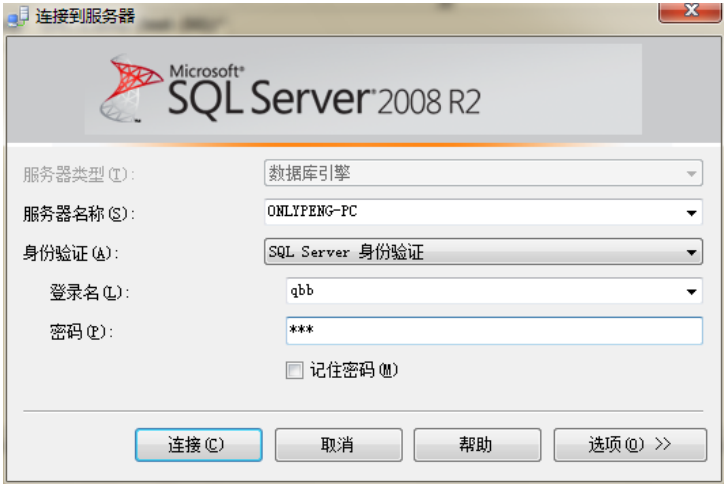 连接到服务器
Microsoft®
SQL Server® 2008 R2
服务器类型(T): 数据库引擎
服务器名称(S): ONLYPENG-PC
身份验证(A): SQL Server 身份验证
登录名(L): qbb
密码(P): ***
记住密码(M)
连接(C) 取消 帮助 选项(O) >>